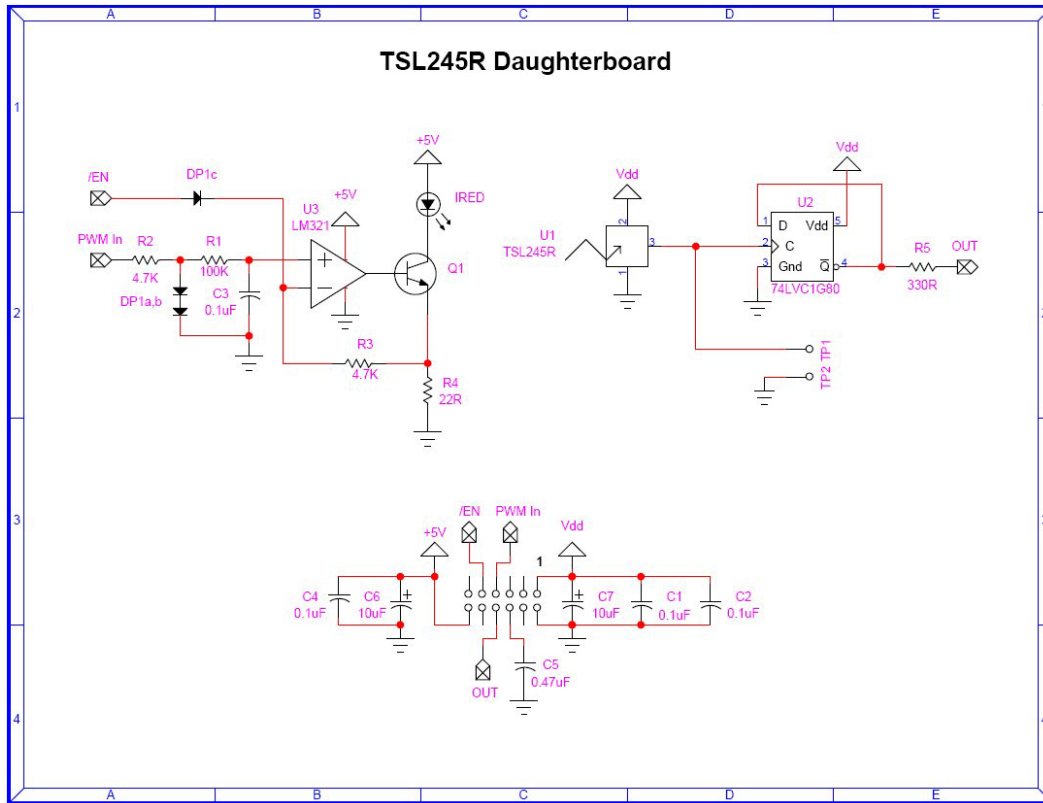 A B C D E
TSL245R Daughterboard
1
+5V
/EN
DP1c
+5V
IRED
U3
LM321
PWM In
R2
R1
4.7K
100K
DP1a,b
C3
0.1uF
+
−
Q1
R3
4.7K
R4
22R
Vdd
Vdd
U1
TSL245R
2
3
1
U2
1 D Vdd 5
2 C
3 Gnd Q 4
74LVC1G80
R5
330R
OUT
TP1
TP2
2
3
/EN
PWM In
+5V
Vdd
1
C4
0.1uF
C6
10uF
+
+
C7
10uF
C1
0.1uF
C2
0.1uF
OUT
C5
0.47uF
4
A B C D E